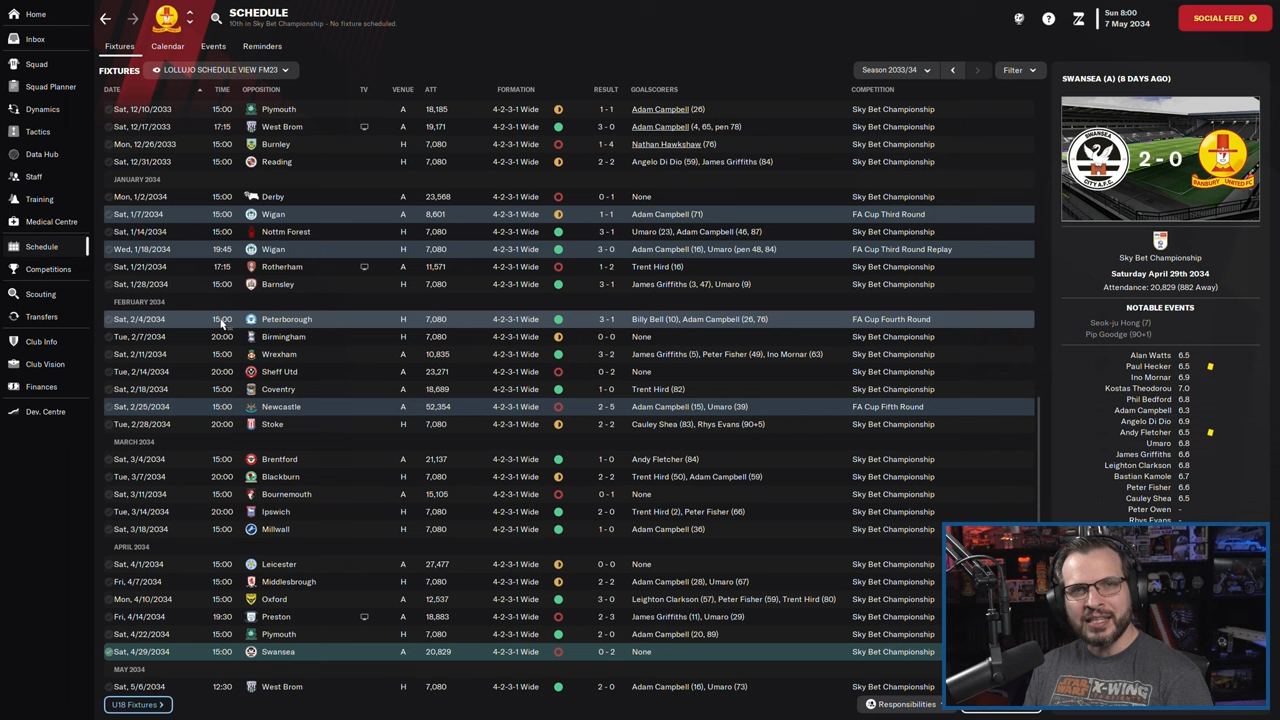 SCHEDULE
10th in Sky Bet Championship - No fixture scheduled.
Sun 8:00
7 May 2034
SOCIAL FEED
Home
Inbox
Squad
Squad Planner
Dynamics
Tactics
Data Hub
Staff
Training
Medical Centre
Schedule
Competitions
Scouting
Transfers
Club Info
Club Vision
Finances
Dev. Centre
Fixtures Calendar Events Reminders
FIXTURES LOLLUJO SCHEDULE VIEW FM23 Season 2033/34 Filter
DATE TIME OPPOSITION TV VENUE ATT FORMATION RESULT GOALSCORERS COMPETITION
Sat, 12/10/2033 15:00 Plymouth A 18,185 4-2-3-1 Wide 1 - 1 Adam Campbell (26) Sky Bet Championship
Sat, 12/17/2033 17:15 West Brom A 19,171 4-2-3-1 Wide 3 - 0 Adam Campbell (4, 65, pen 78) Sky Bet Championship
Mon, 12/26/2033 15:00 Burnley H 7,080 4-2-3-1 Wide 1 - 4 Nathan Hawkshaw (76) Sky Bet Championship
Sat, 12/31/2033 15:00 Reading H 7,080 4-2-3-1 Wide 2 - 2 Angelo Di Dio (59), James Griffiths (84) Sky Bet Championship
JANUARY 2034
Mon, 1/2/2034 15:00 Derby A 23,568 4-2-3-1 Wide 0 - 1 None Sky Bet Championship
Sat, 1/7/2034 15:00 Wigan A 8,601 4-2-3-1 Wide 1 - 1 Adam Campbell (71) FA Cup Third Round
Sat, 1/14/2034 15:00 Nottm Forest H 7,080 4-2-3-1 Wide 3 - 1 Umaro (23), Adam Campbell (46, 87) Sky Bet Championship
Wed, 1/18/2034 19:45 Wigan H 7,080 4-2-3-1 Wide 3 - 0 Adam Campbell (16), Umaro (pen 48, 84) FA Cup Third Round Replay
Sat, 1/21/2034 17:15 Rotherham A 11,571 4-2-3-1 Wide 1 - 2 Trent Hird (16) Sky Bet Championship
Sat, 1/28/2034 15:00 Barnsley H 7,080 4-2-3-1 Wide 3 - 1 James Griffiths (3, 47), Umaro (9) Sky Bet Championship
FEBRUARY 2034
Sat, 2/4/2034 15:00 Peterborough H 7,080 4-2-3-1 Wide 3 - 1 Billy Bell (10), Adam Campbell (26, 76) FA Cup Fourth Round
Tue, 2/7/2034 20:00 Birmingham H 7,080 4-2-3-1 Wide 0 - 0 None Sky Bet Championship
Sat, 2/11/2034 15:00 Wrexham A 10,835 4-2-3-1 Wide 3 - 2 James Griffiths (5), Peter Fisher (49), Ino Mornar (63) Sky Bet Championship
Tue, 2/14/2034 20:00 Sheff Utd A 23,271 4-2-3-1 Wide 0 - 2 None Sky Bet Championship
Sat, 2/18/2034 15:00 Coventry A 18,689 4-2-3-1 Wide 1 - 0 Trent Hird (82) Sky Bet Championship
Sat, 2/25/2034 15:00 Newcastle A 52,354 4-2-3-1 Wide 2 - 5 Adam Campbell (15), Umaro (39) FA Cup Fifth Round
Tue, 2/28/2034 20:00 Stoke H 7,080 4-2-3-1 Wide 2 - 2 Cauley Shea (83), Rhys Evans (90+5) Sky Bet Championship
MARCH 2034
Sat, 3/4/2034 15:00 Brentford A 21,137 4-2-3-1 Wide 1 - 0 Andy Fletcher (84) Sky Bet Championship
Tue, 3/7/2034 20:00 Blackburn H 7,080 4-2-3-1 Wide 2 - 2 Trent Hird (50), Adam Campbell (59) Sky Bet Championship
Sat, 3/11/2034 15:00 Bournemouth A 15,105 4-2-3-1 Wide 0 - 1 None Sky Bet Championship
Tue, 3/14/2034 20:00 Ipswich H 7,080 4-2-3-1 Wide 2 - 0 Trent Hird (2), Peter Fisher (66) Sky Bet Championship
Sat, 3/18/2034 15:00 Millwall H 7,080 4-2-3-1 Wide 1 - 0 Adam Campbell (36) Sky Bet Championship
APRIL 2034
Sat, 4/1/2034 15:00 Leicester A 27,477 4-2-3-1 Wide 0 - 0 None Sky Bet Championship
Fri, 4/7/2034 15:00 Middlesbrough H 7,080 4-2-3-1 Wide 2 - 2 Adam Campbell (28), Umaro (67) Sky Bet Championship
Mon, 4/10/2034 15:00 Oxford A 12,537 4-2-3-1 Wide 3 - 0 Leighton Clarkson (57), Peter Fisher (59), Trent Hird (80) Sky Bet Championship
Fri, 4/14/2034 19:30 Preston A 18,883 4-2-3-1 Wide 2 - 3 James Griffiths (11), Umaro (29) Sky Bet Championship
Sat, 4/22/2034 15:00 Plymouth H 7,080 4-2-3-1 Wide 2 - 0 Adam Campbell (20, 89) Sky Bet Championship
Sat, 4/29/2034 15:00 Swansea A 20,829 4-2-3-1 Wide 0 - 2 None Sky Bet Championship
MAY 2034
Sat, 5/6/2034 12:30 West Brom H 7,080 4-2-3-1 Wide 2 - 0 Adam Campbell (16), Umaro (73) Sky Bet Championship
U18 Fixtures
Responsibilities
SWANSEA (A) (8 DAYS AGO)
SWANSEA
CITY A.F.C
2 - 0
BANBURY UNITED FC
Sky Bet Championship
Saturday April 29th 2034
Attendance: 20,829 (882 Away)
NOTABLE EVENTS
Seok-ju Hong (7)
Pip Goodge (90+1)
Alan Watts 6.5
Paul Hecker 6.5
Ino Mornar 6.9
Kostas Theodorou 7.0
Phil Bedford 6.8
Adam Campbell 6.3
Angelo Di Dio 6.9
Andy Fletcher 6.5
Umaro 6.8
James Griffiths 6.6
Leighton Clarkson 6.8
Bastian Kamole 6.7
Peter Fisher 6.6
Cauley Shea 6.5
Peter Owen -
Rhys Evans -
STAR WARS
X-WING